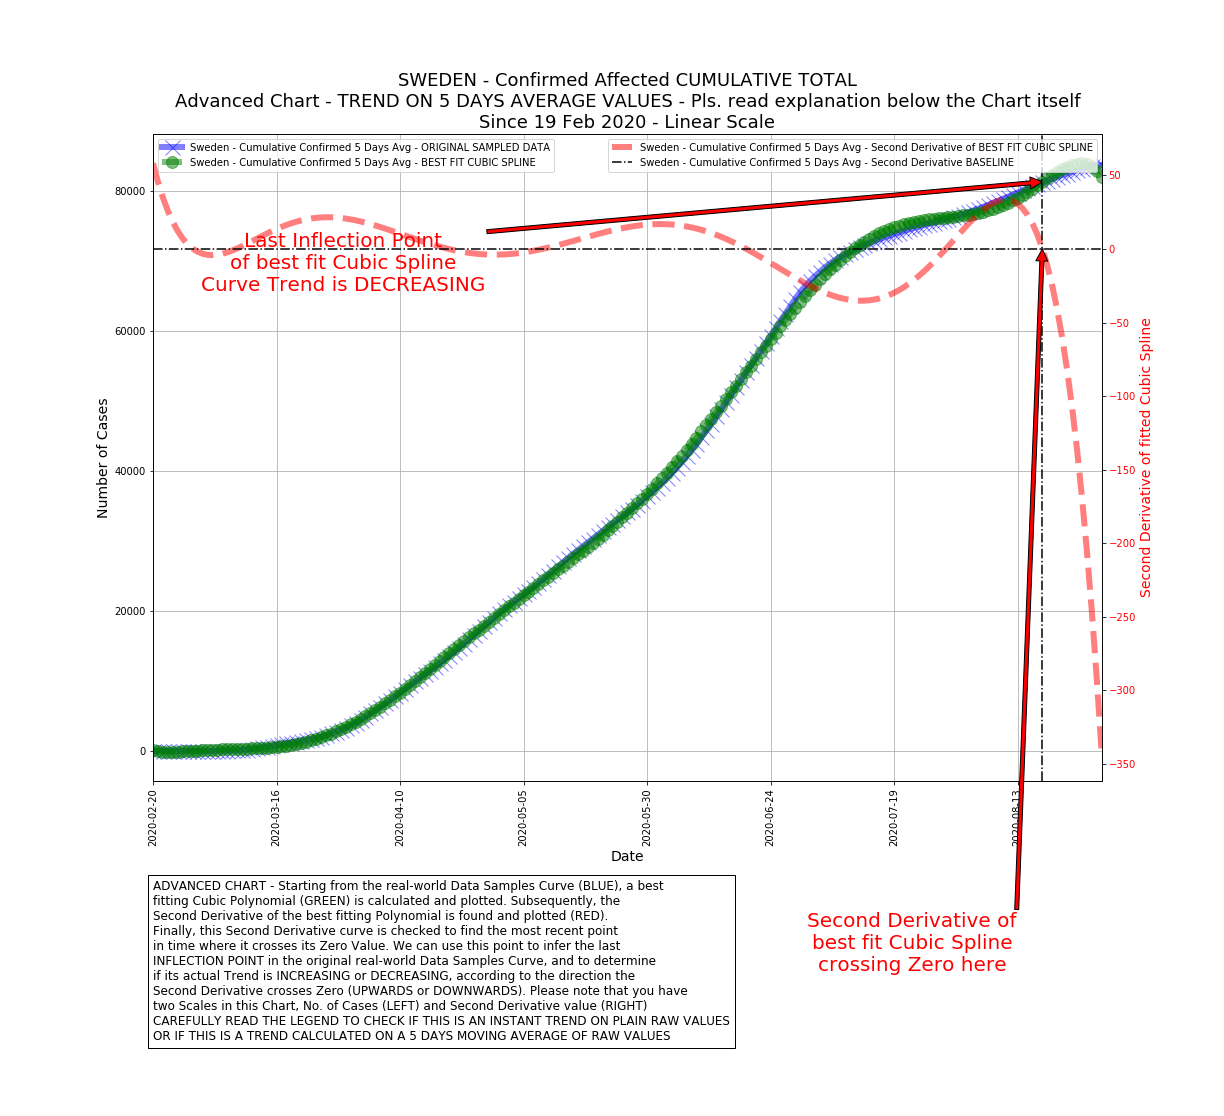 SWEDEN - Confirmed Affected CUMULATIVE TOTAL
Advanced Chart - TREND ON 5 DAYS AVERAGE VALUES - Pls. read explanation below the Chart itself
Since 19 Feb 2020 - Linear Scale
Sweden - Cumulative Confirmed 5 Days Avg - ORIGINAL SAMPLED DATA
Sweden - Cumulative Confirmed 5 Days Avg - BEST FIT CUBIC SPLINE
Sweden - Cumulative Confirmed 5 Days Avg - Second Derivative of BEST FIT CUBIC SPLINE
Sweden - Cumulative Confirmed 5 Days Avg - Second Derivative BASELINE
Last Inflection Point
of best fit Cubic Spline
Curve Trend is DECREASING
Number of Cases
80000
60000
40000
20000
0
50
0
−50
−100
−150
−200
−250
−300
−350
Second Derivative of fitted Cubic Spline
2020-02-20
2020-03-16
2020-04-10
2020-05-05
2020-05-30
2020-06-24
2020-07-19
2020-08-13
Date
Second Derivative of
best fit Cubic Spline
crossing Zero here
ADVANCED CHART - Starting from the real-world Data Samples Curve (BLUE), a best
fitting Cubic Polynomial (GREEN) is calculated and plotted. Subsequently, the
Second Derivative of the best fitting Polynomial is found and plotted (RED).
Finally, this Second Derivative curve is checked to find the most recent point
in time where it crosses its Zero Value. We can use this point to infer the last
INFLECTION POINT in the original real-world Data Samples Curve, and to determine
if its actual Trend is INCREASING or DECREASING, according to the direction the
Second Derivative crosses Zero (UPWARDS or DOWNWARDS). Please note that you have
two Scales in this Chart, No. of Cases (LEFT) and Second Derivative value (RIGHT)
CAREFULLY READ THE LEGEND TO CHECK IF THIS IS AN INSTANT TREND ON PLAIN RAW VALUES
OR IF THIS IS A TREND CALCULATED ON A 5 DAYS MOVING AVERAGE OF RAW VALUES